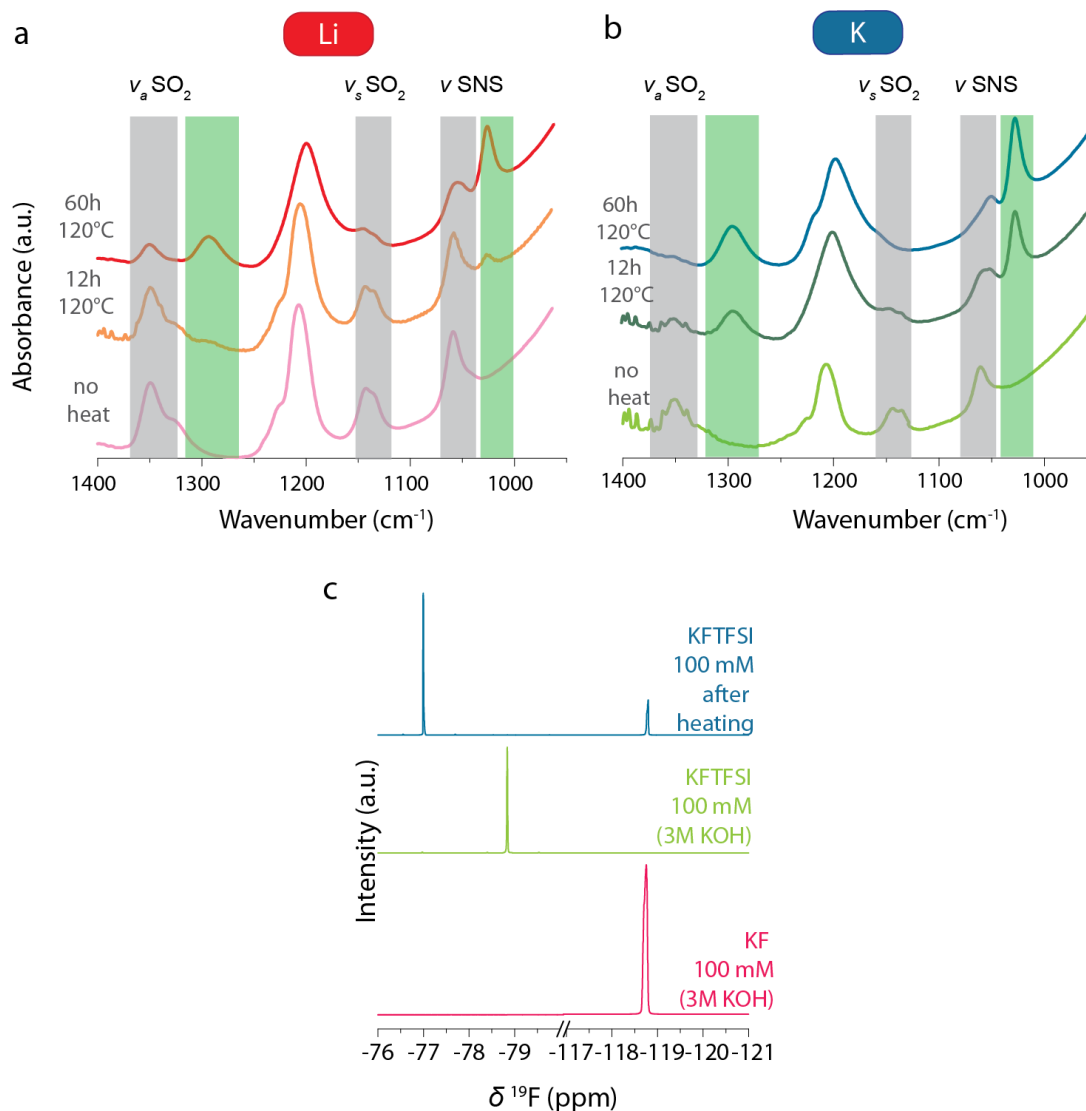 a
Li
νₐ SO₂
νₛ SO₂
ν SNS
Absorbance (a.u.)
60h
120°C
12h
120°C
no
heat
1400
1300
1200
1100
1000
Wavenumber (cm⁻¹)
b
K
νₐ SO₂
νₛ SO₂
ν SNS
60h
120°C
12h
120°C
no
heat
1400
1300
1200
1100
1000
Wavenumber (cm⁻¹)
c
Intensity (a.u.)
KFTFSI
100 mM
after
heating
KFTFSI
100 mM
(3M KOH)
KF
100 mM
(3M KOH)
-76 -77 -78 -79 -117 -118 -119 -120 -121
δ ¹⁹F (ppm)